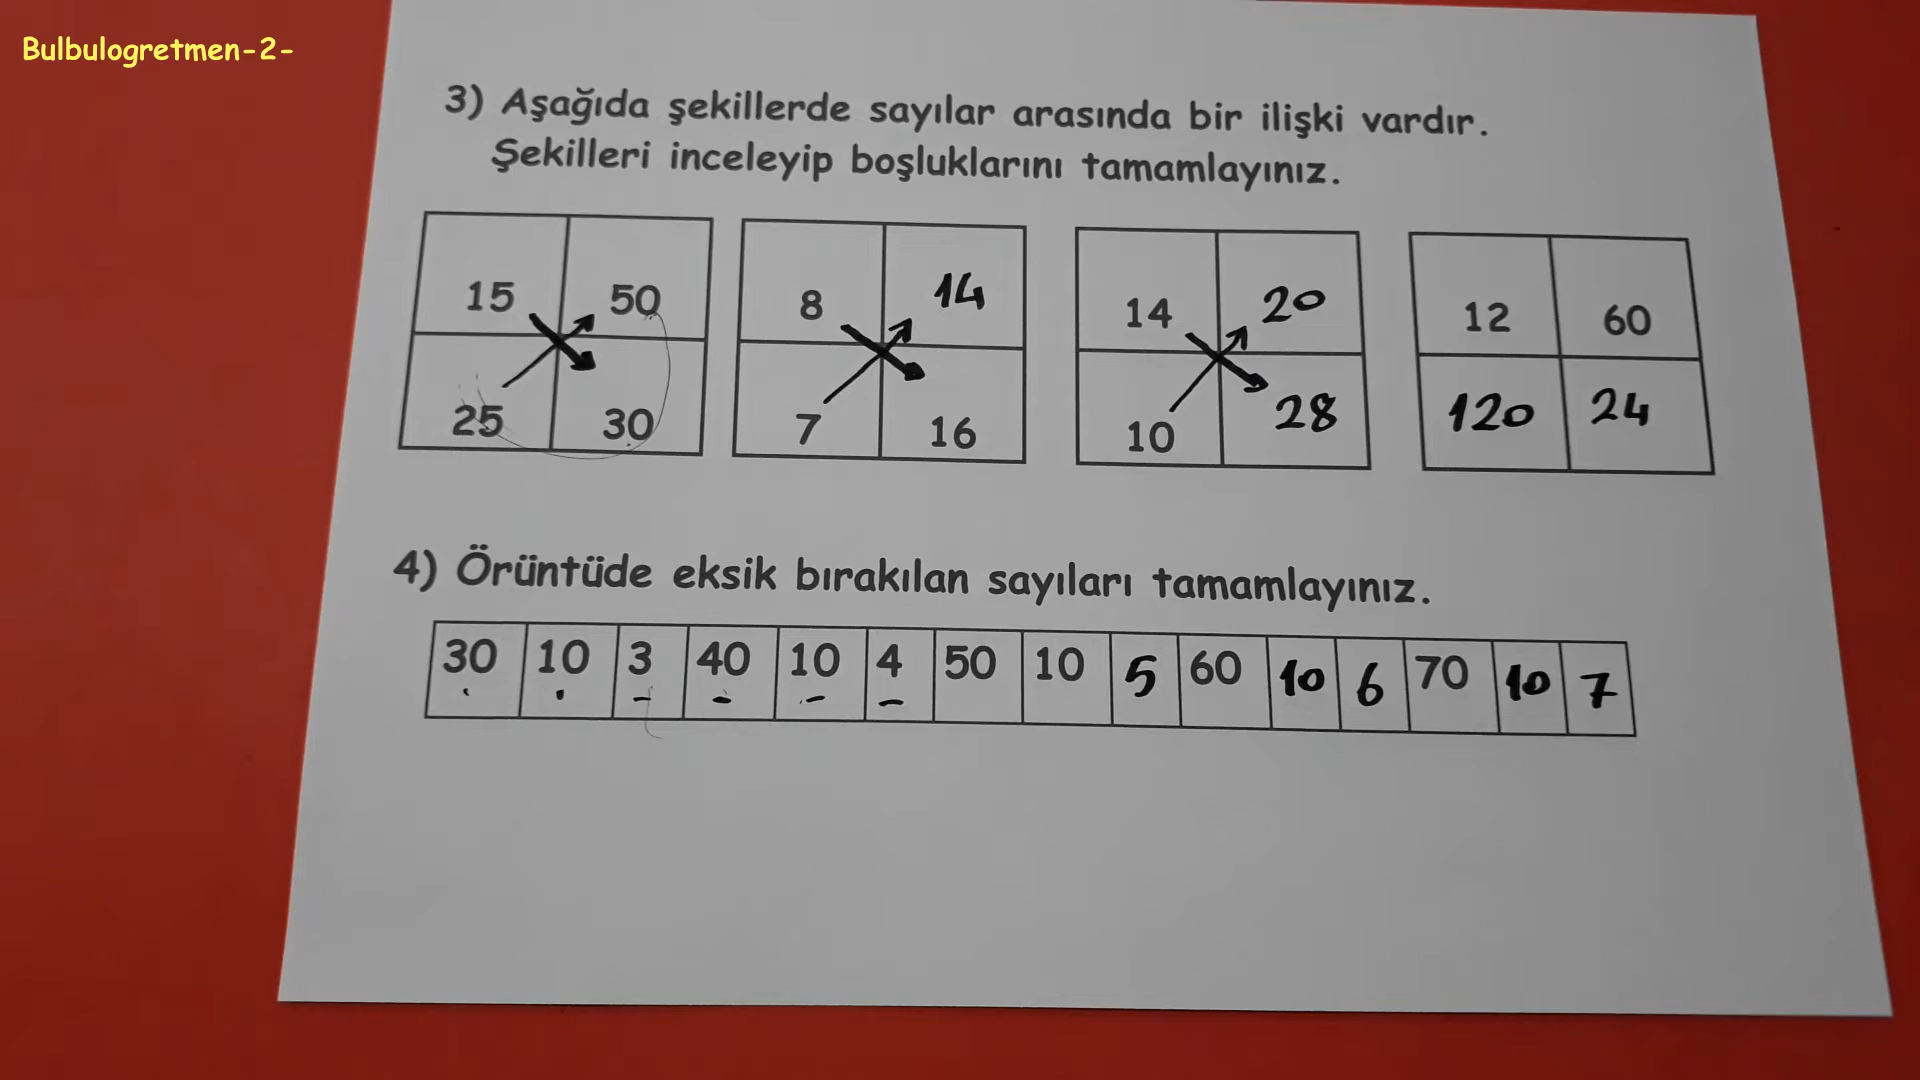 Bulbulogretmen-2-
3) Aşağıda şekillerde sayılar arasında bir ilişki vardır.
Şekilleri inceleyip boşluklarını tamamlayınız.
15 50 8 14 14 20 12 60
25 30 7 16 10 28 120 24
4) Örüntüde eksik bırakılan sayıları tamamlayınız.
30 10 3 40 10 4 50 10 5 60 10 6 70 10 7